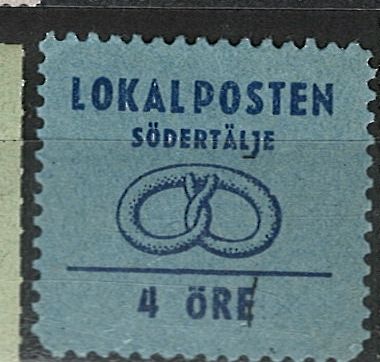 LOKALPOSTEN
SÖDERTÄLJE
4 ÖRE